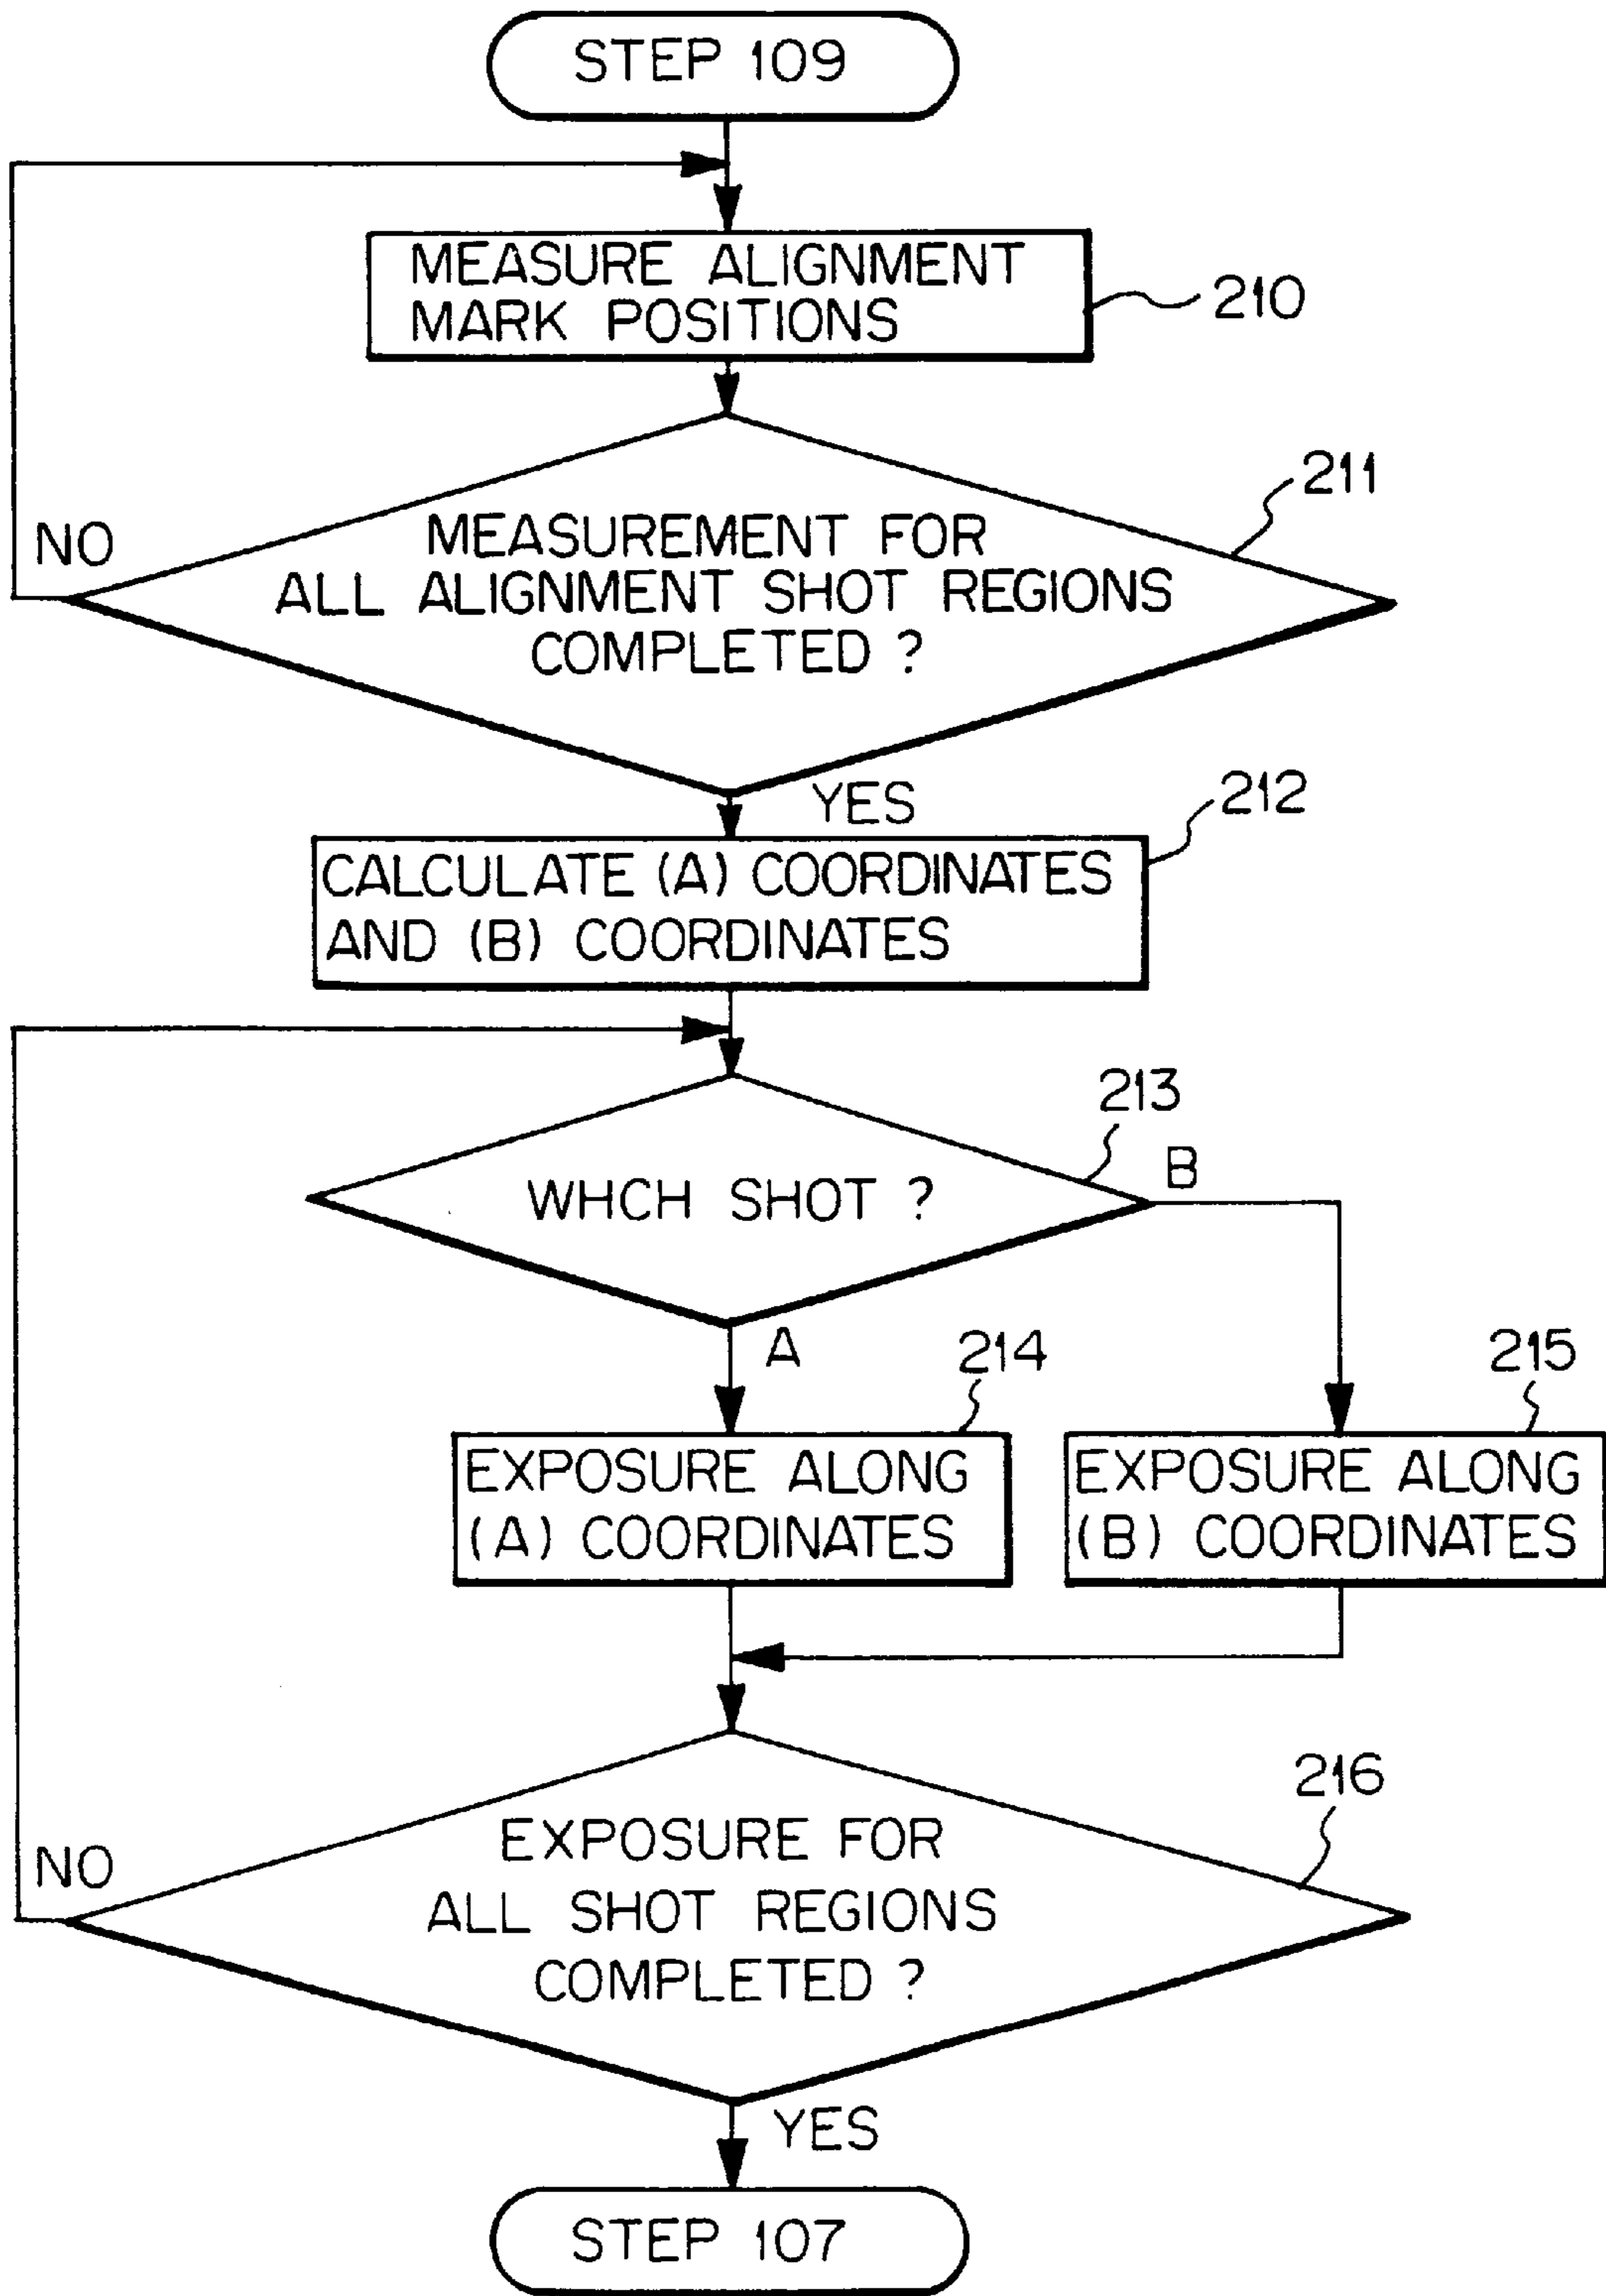 STEP 109
MEASURE ALIGNMENT
MARK POSITIONS
210
211
NO
MEASUREMENT FOR
ALL ALIGNMENT SHOT REGIONS
COMPLETED ?
YES
212
CALCULATE (A) COORDINATES
AND (B) COORDINATES
213
B
WHCH SHOT ?
A
214
215
EXPOSURE ALONG
(A) COORDINATES
EXPOSURE ALONG
(B) COORDINATES
216
NO
EXPOSURE FOR
ALL SHOT REGIONS
COMPLETED ?
YES
STEP 107